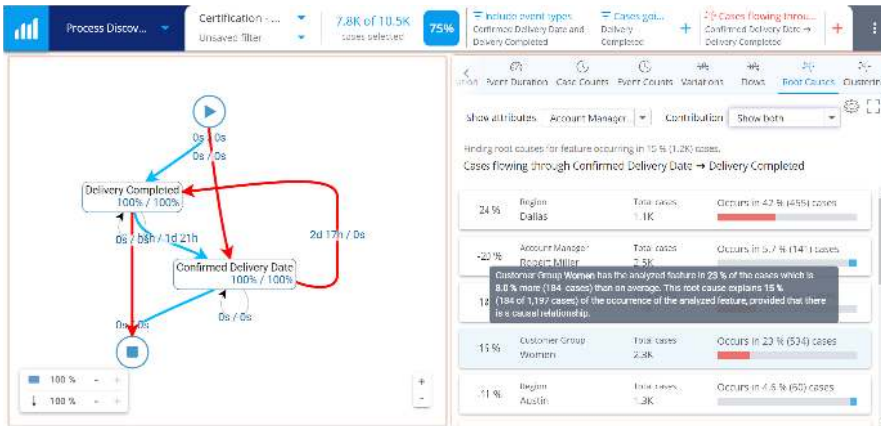 Process Discov...
Certification - ...
Unsaved filter
7.8K of 10.5K
cases selected
75%
Include event types
Confirmed Delivery Date and
Delivery Completed
Cases goi...
Delivery
Completed
+
Cases flowing throu...
Confirmed Delivery Date →
Delivery Completed
+
Event Duration
Case Counts
Event Counts
Variations
Flows
Root Causes
Clusterin
Show attributes
Account Manager
Contribution
Show both
Finding root causes for feature occurring in 15 % (1.2K) cases.
Cases flowing through Confirmed Delivery Date → Delivery Completed
24 %
Region
Dallas
Total cases
1.1K
Occurs in 42 % (455) cases
-20 %
Account Manager
Robert Miller
Total cases
2.5K
Occurs in 5.7 % (141) cases
Customer Group Women has the analyzed feature in 23 % of the cases which is
8.0 % more (184 cases) than on average. This root cause explains 15 %
(184 of 1,197 cases) of the occurrence of the analyzed feature, provided that there
is a causal relationship.
15 %
Customer Group
Women
Total cases
2.3K
Occurs in 23 % (534) cases
-11 %
Region
Austin
Total cases
1.3K
Occurs in 4.6 % (60) cases
0s / 0s
0s / 0s
Delivery Completed
100% / 100%
2d 17h / 0s
Confirmed Delivery Date
100% / 100%
0s / 0s
0s / 0s
100 % - +
100 % - +
+
-